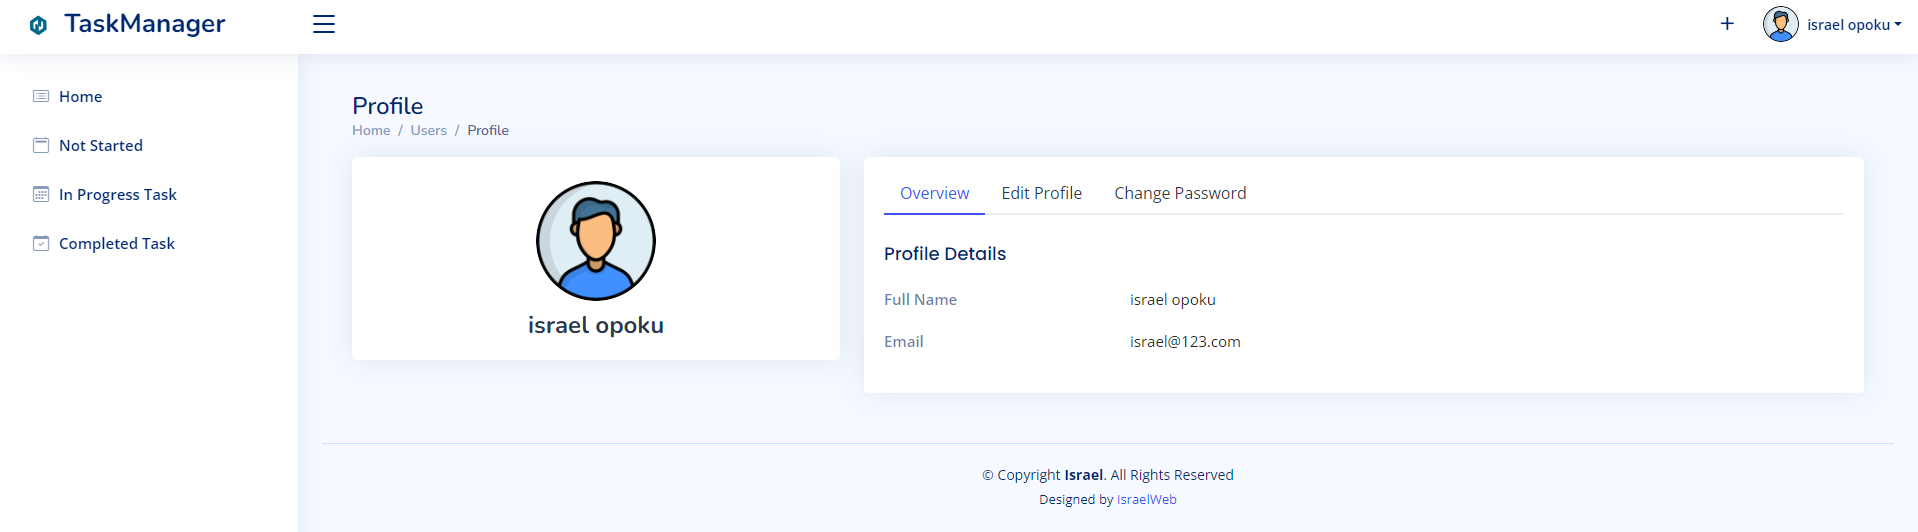 TaskManager
+
israel opoku
Home
Not Started
In Progress Task
Completed Task
Profile
Home / Users / Profile
israel opoku
Overview Edit Profile Change Password
Profile Details
Full Name israel opoku
Email israel@123.com
© Copyright Israel. All Rights Reserved
Designed by IsraelWeb